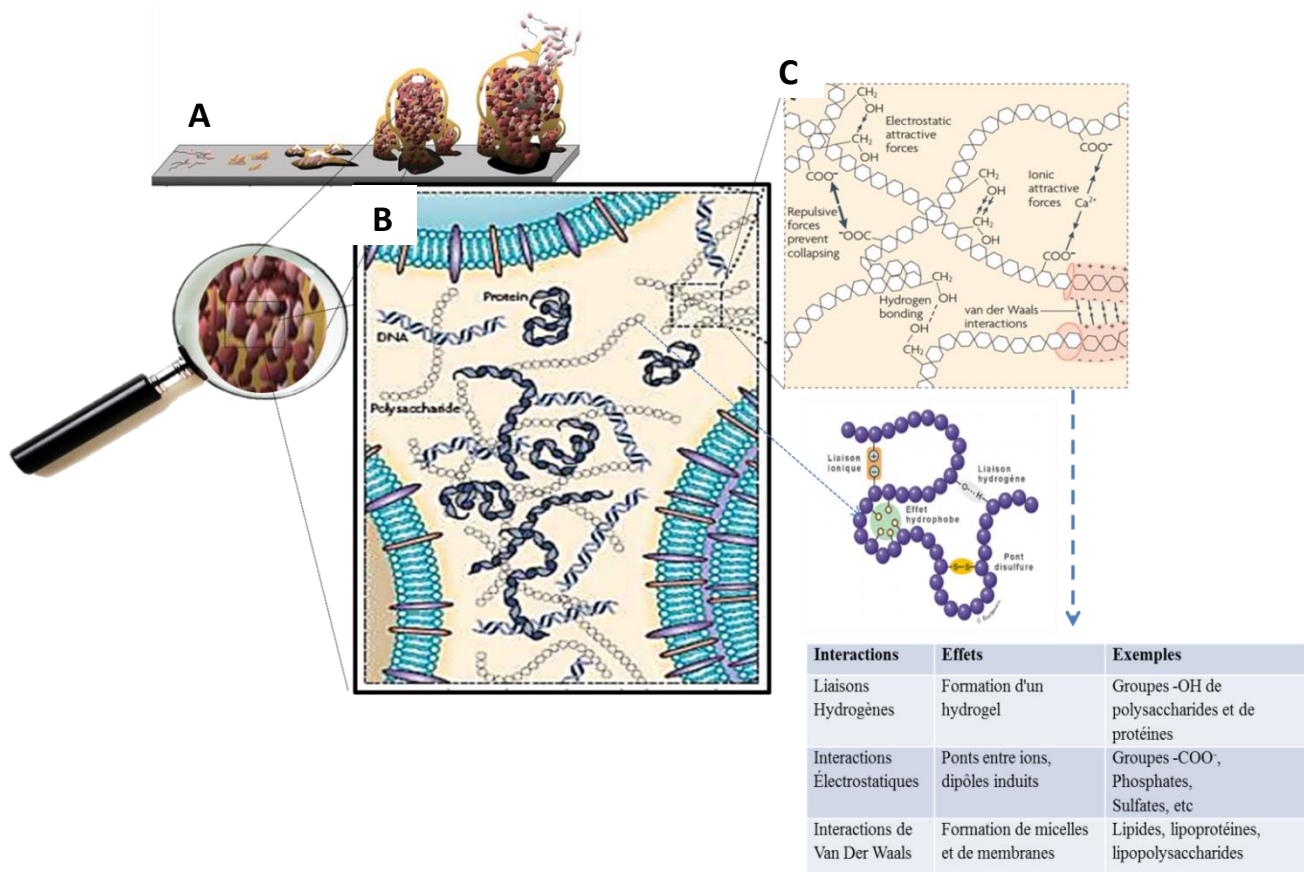 A
B
Protein
DNA
Polysaccharide
C
CH₂
OH
Electrostatic
attractive
forces
CH₂
OH
COO⁻
Repulsive
forces
prevent
collapsing
⁻OOC
CH₂
OH
CH₂
OH
COO⁻
Ionic
attractive
forces
Ca²⁺
COO⁻
Hydrogen
bonding
CH₂
OH
OH
CH₂
van der Waals
interactions
Liaison
ionique
+
−
Liaison
hydrogène
O H
Effet
hydrophobe
S S
Pont
disulfure
Interactions Effets Exemples
Liaisons Formation d'un Groupes -OH de
Hydrogènes hydrogel polysaccharides et de
protéines
Interactions Ponts entre ions, Groupes -COO⁻,
Électrostatiques dipôles induits Phosphates,
Sulfates, etc
Interactions de Formation de micelles Lipides, lipoprotéines,
Van Der Waals et de membranes lipopolysaccharides